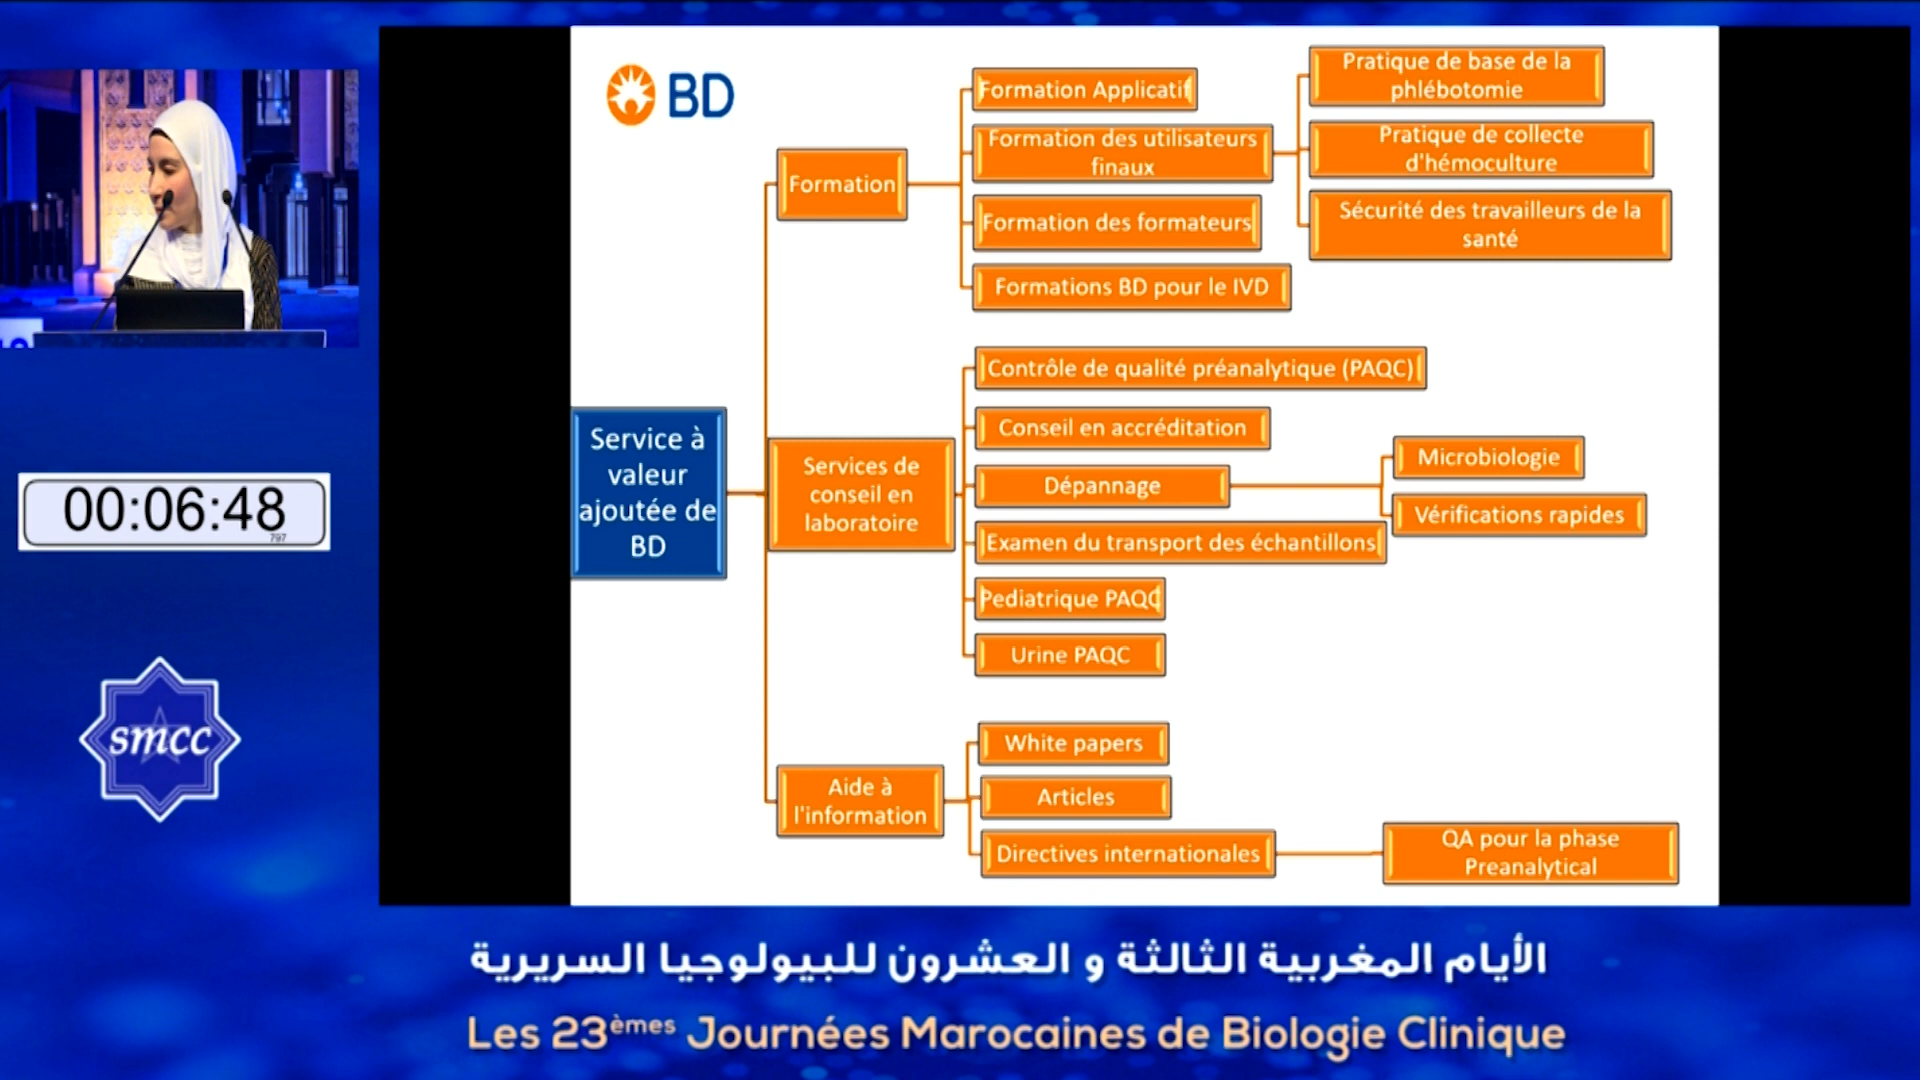 BD
Formation Applicatif
Formation des utilisateurs
finaux
Formation des formateurs
Formations BD pour le IVD
Pratique de base de la
phlébotomie
Pratique de collecte
d'hémoculture
Sécurité des travailleurs de la
santé
Formation
Service à
valeur
ajoutée de
BD
Services de
conseil en
laboratoire
Contrôle de qualité préanalytique (PAQC)
Conseil en accréditation
Dépannage
Examen du transport des échantillons
Pediatrique PAQC
Urine PAQC
Microbiologie
Vérifications rapides
Aide à
l'information
White papers
Articles
Directives internationales
QA pour la phase
Preanalytical
00:06:48
797
smcc
الأيام المغربية الثالثة و العشرون للبيولوجيا السريرية
Les 23èmes Journées Marocaines de Biologie Clinique